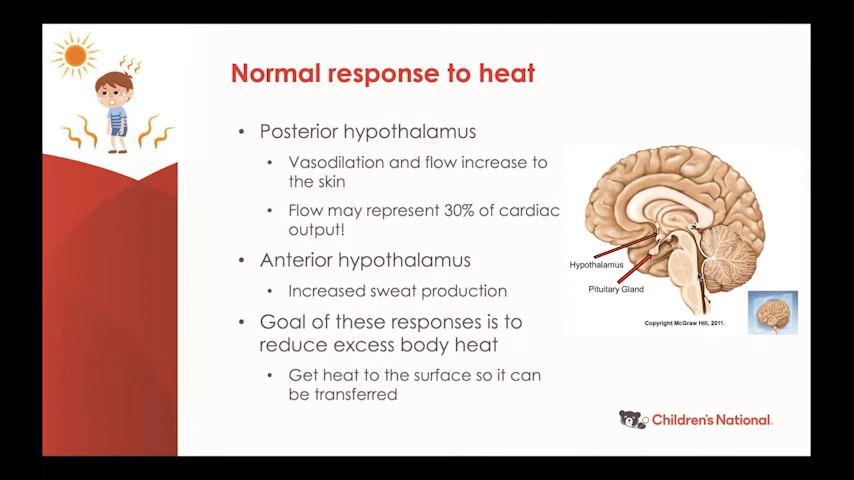 Normal response to heat
• Posterior hypothalamus
• Vasodilation and flow increase to
the skin
• Flow may represent 30% of cardiac
output!
• Anterior hypothalamus
• Increased sweat production
• Goal of these responses is to
reduce excess body heat
• Get heat to the surface so it can
be transferred
Hypothalamus
Pituitary Gland
Copyright McGraw Hill, 2011.
Children's National.